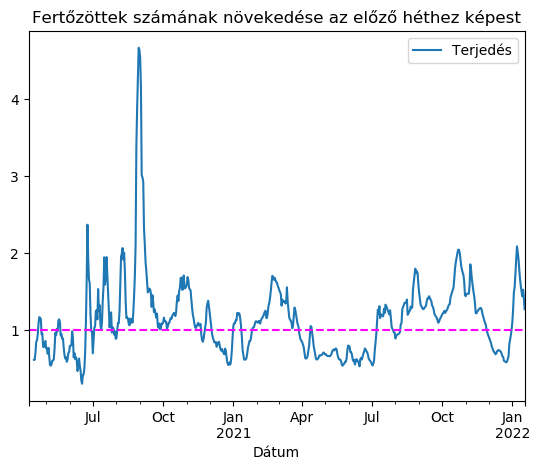 Fertőzöttek számának növekedése az előző héthez képest
Terjedés
4
3
2
1
Jul Oct Jan Apr Jul Oct Jan
2021 2022
Dátum